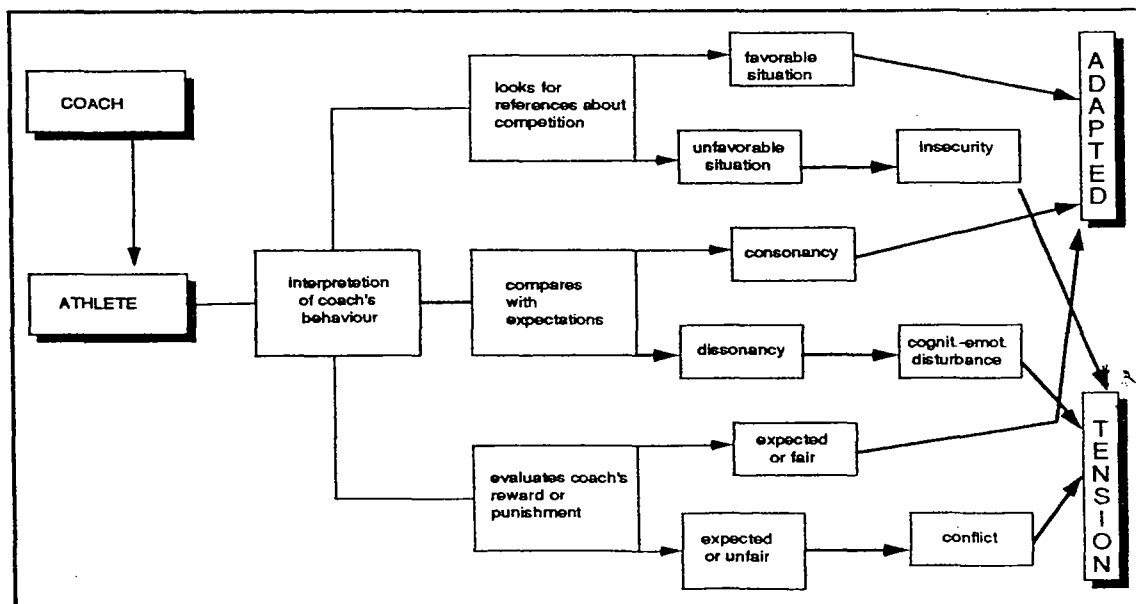 COACH
ATHLETE
interpretetion
of coach's
behaviour
looks for
references about
competition
favorable
situation
unfavorable
situation
insecurity
compares
with
expectations
consonancy
dissonancy
cognit.-emot.
disturbance
evaluates coach's
reward or
punishment
expected
or fair
expected
or unfair
conflict
ADAPTED
TENSION